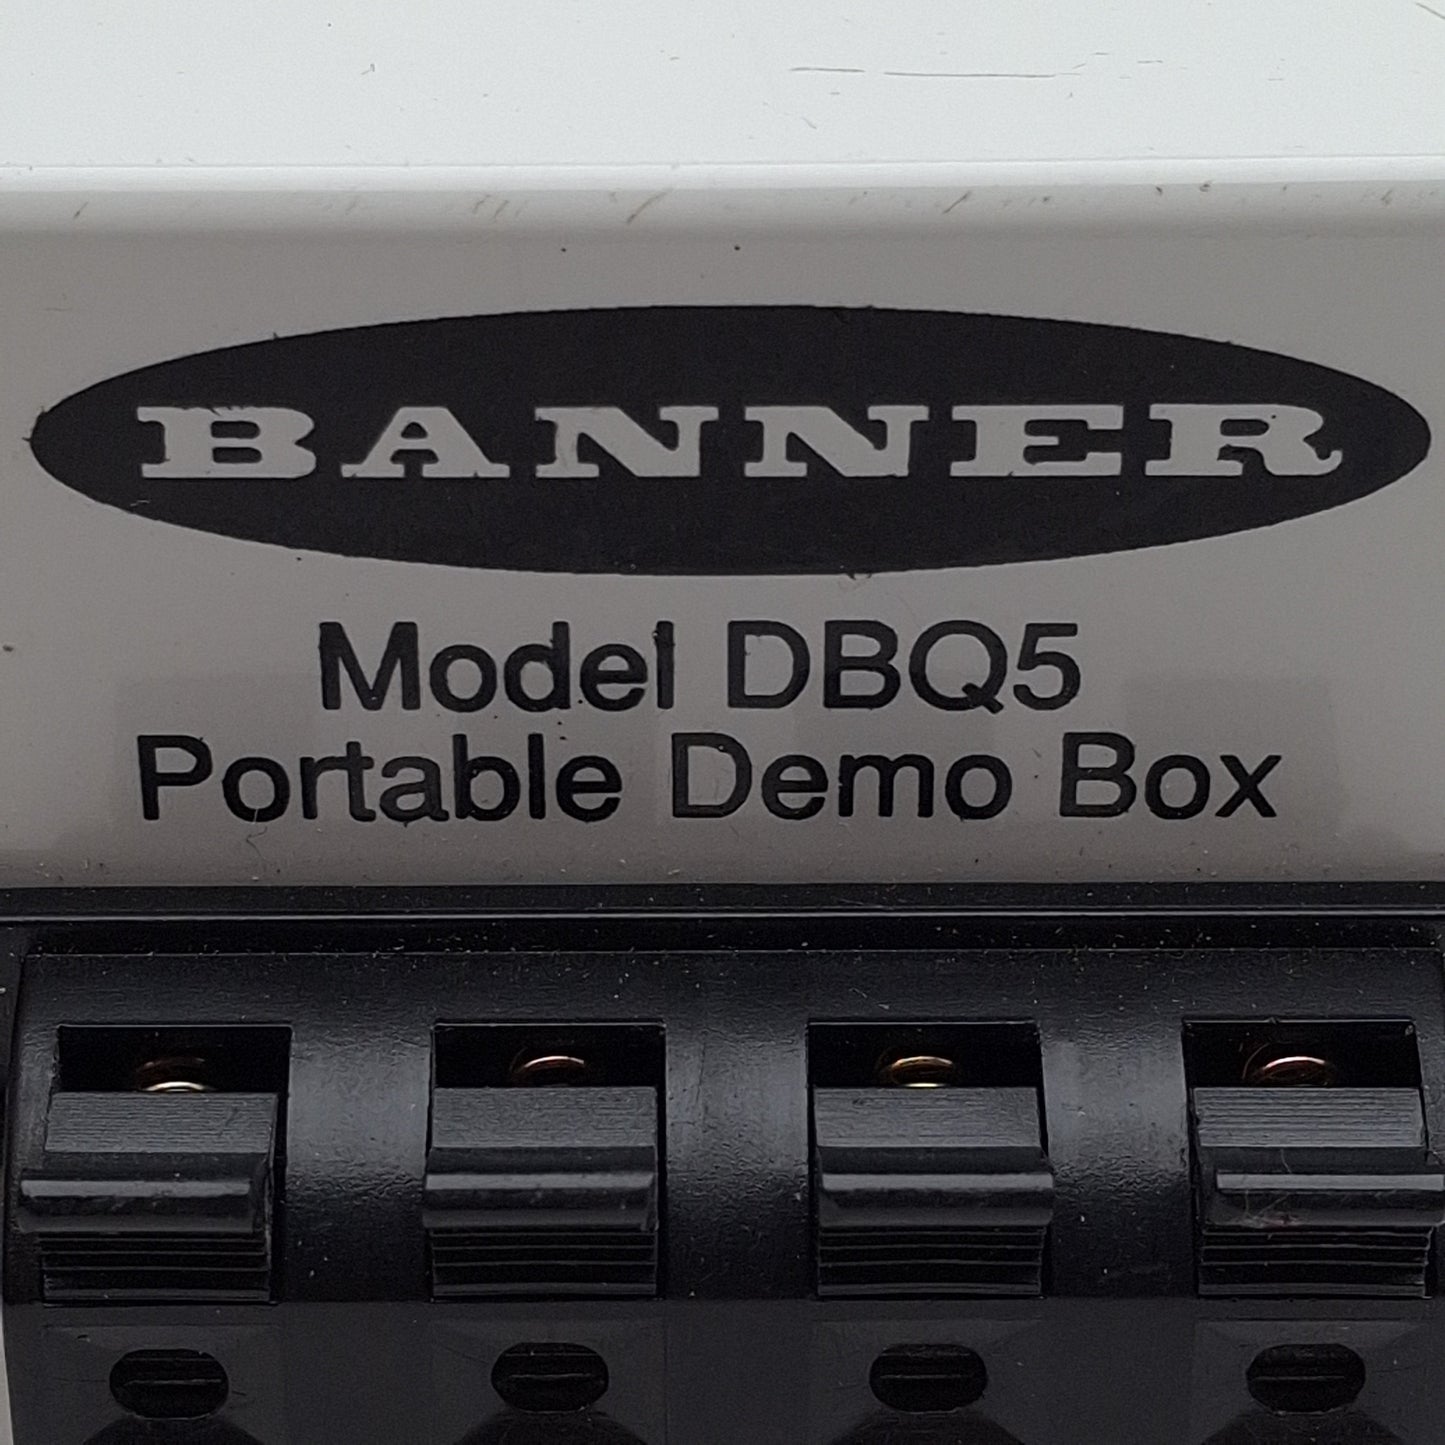 BANNER
Model DBQ5
Portable Demo Box